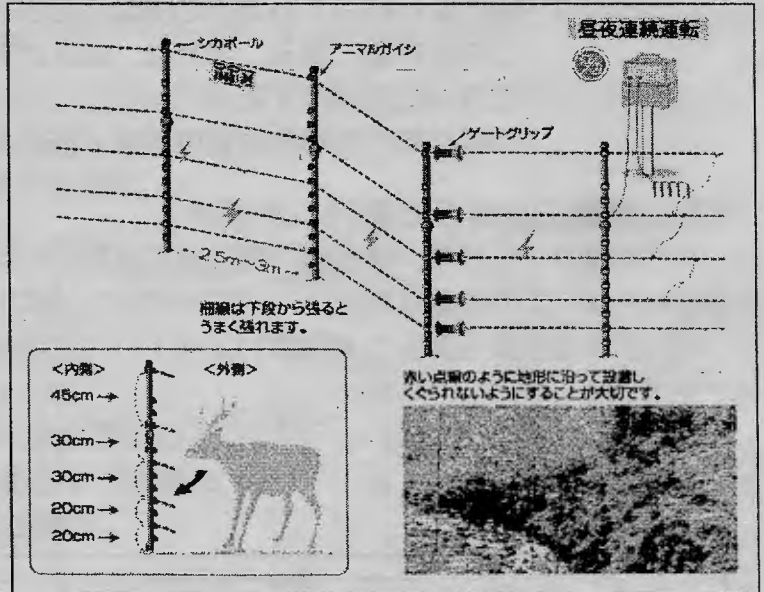 シカポール
アニマルガイシ
昼夜連続運転
ゲートグリップ
2.5m~3m
柵線は下段から張ると
うまく張れます。
<内側>
<外側>
45cm→
30cm→
30cm→
20cm→
20cm→
赤い点線のように地形に沿って設置し
くぐられないようにすることが大切です。